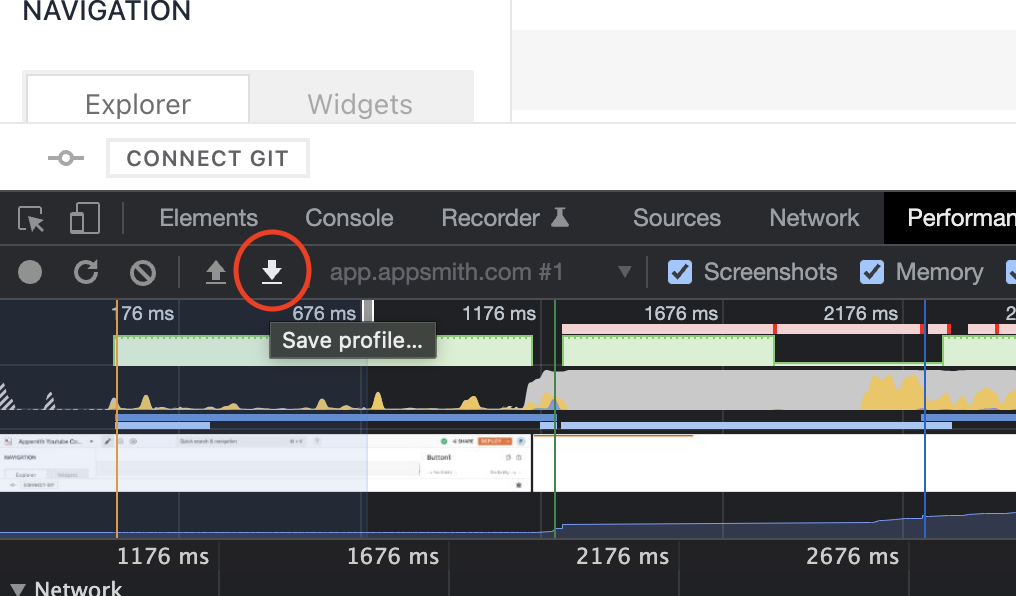 NAVIGATION
Explorer Widgets
CONNECT GIT
Elements Console Recorder Sources Network Performan
app.appsmith.com #1 Screenshots Memory
176 ms 676 ms 1176 ms 1676 ms 2176 ms 2
Save profile...
Appsmith Youtube Co... Quick search & navigation SHARE DEPLOY
NAVIGATION Button1
Explorer Widgets
CONNECT GIT
1176 ms 1676 ms 2176 ms 2676 ms
Network